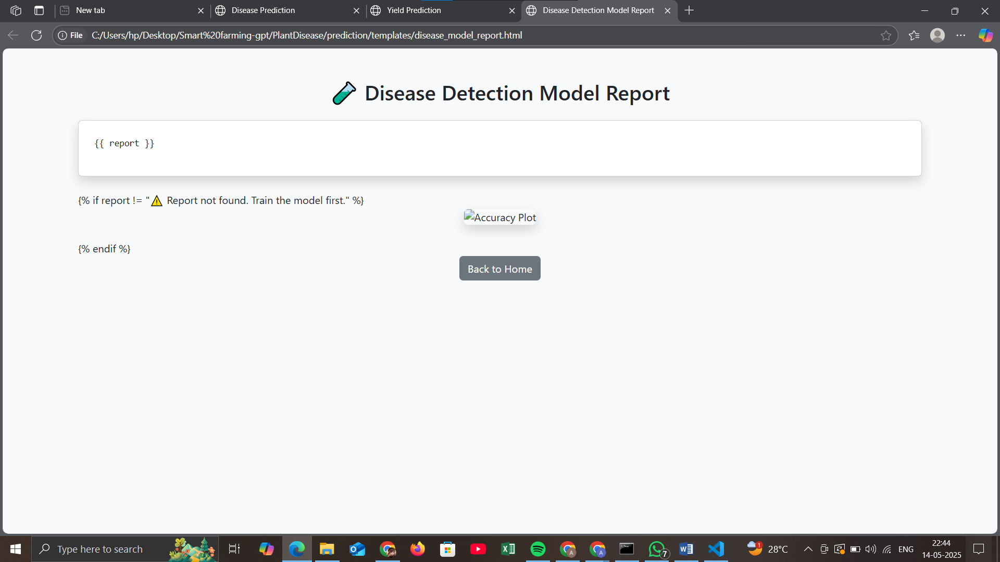 New tab
Disease Prediction
Yield Prediction
Disease Detection Model Report
File
C:/Users/hp/Desktop/Smart%20farming-gpt/PlantDisease/prediction/templates/disease_model_report.html
🧪 Disease Detection Model Report
{{ report }}
{% if report != "⚠️ Report not found. Train the model first." %}
Accuracy Plot
{% endif %}
Back to Home
Type here to search
7
1
28°C
ENG
22:44
14-05-2025